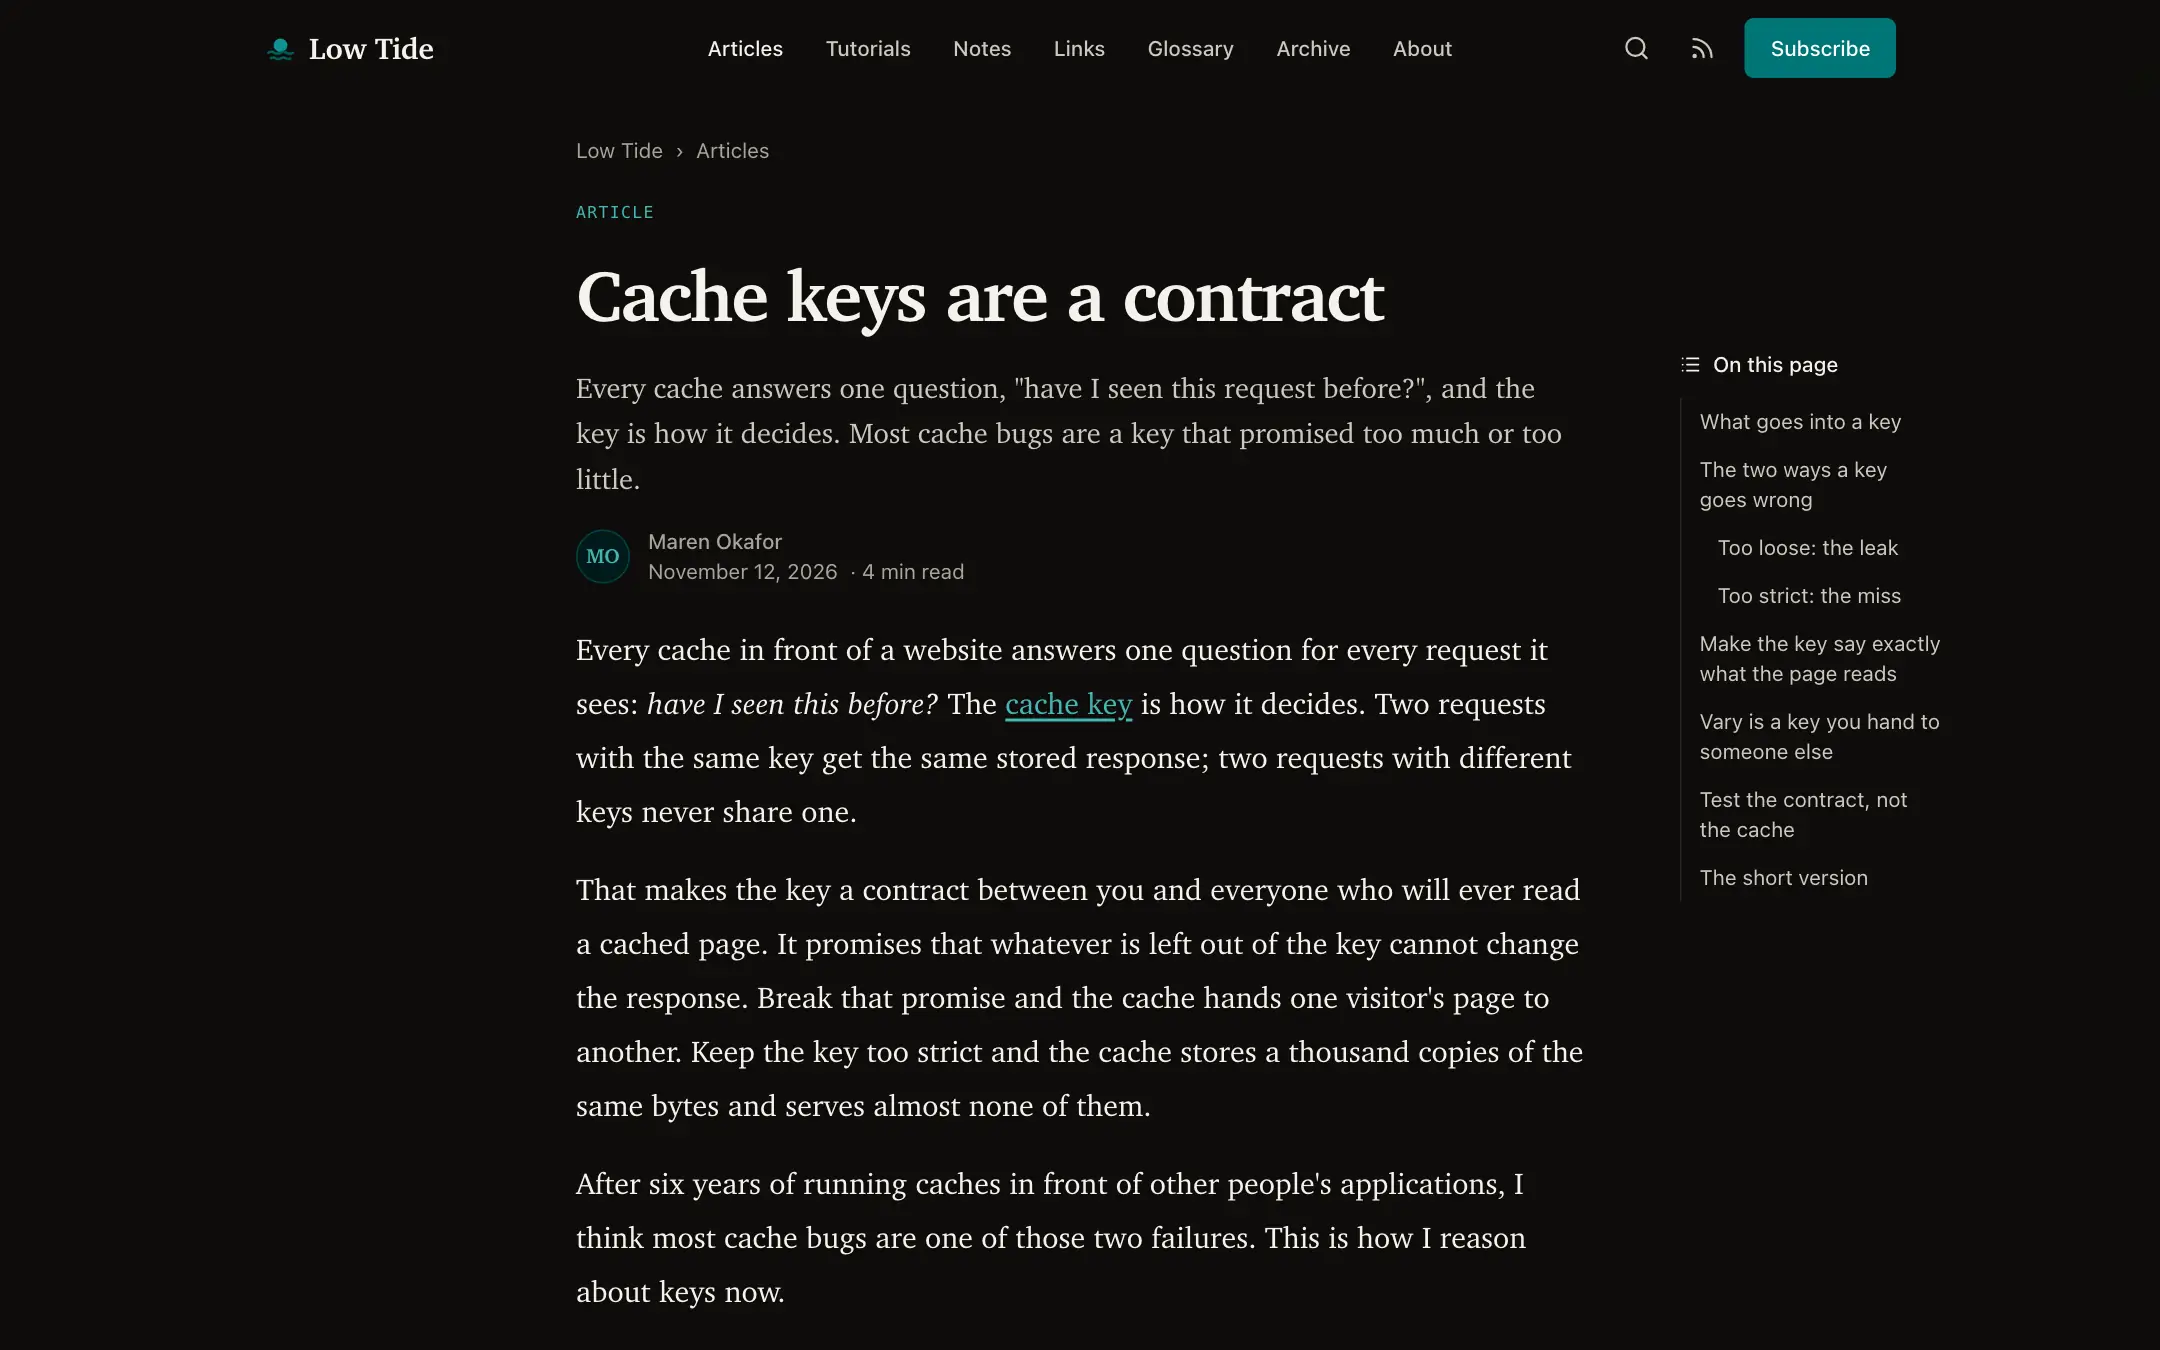 Low Tide
Articles
Tutorials
Notes
Links
Glossary
Archive
About
Subscribe
Low Tide › Articles
ARTICLE
Cache keys are a contract
Every cache answers one question, "have I seen this request before?", and the
key is how it decides. Most cache bugs are a key that promised too much or too
little.
MO
Maren Okafor
November 12, 2026 · 4 min read
Every cache in front of a website answers one question for every request it
sees: have I seen this before? The cache key is how it decides. Two requests
with the same key get the same stored response; two requests with different
keys never share one.
That makes the key a contract between you and everyone who will ever read
a cached page. It promises that whatever is left out of the key cannot change
the response. Break that promise and the cache hands one visitor's page to
another. Keep the key too strict and the cache stores a thousand copies of the
same bytes and serves almost none of them.
After six years of running caches in front of other people's applications, I
think most cache bugs are one of those two failures. This is how I reason
about keys now.
On this page
What goes into a key
The two ways a key
goes wrong
Too loose: the leak
Too strict: the miss
Make the key say exactly
what the page reads
Vary is a key you hand to
someone else
Test the contract, not
the cache
The short version